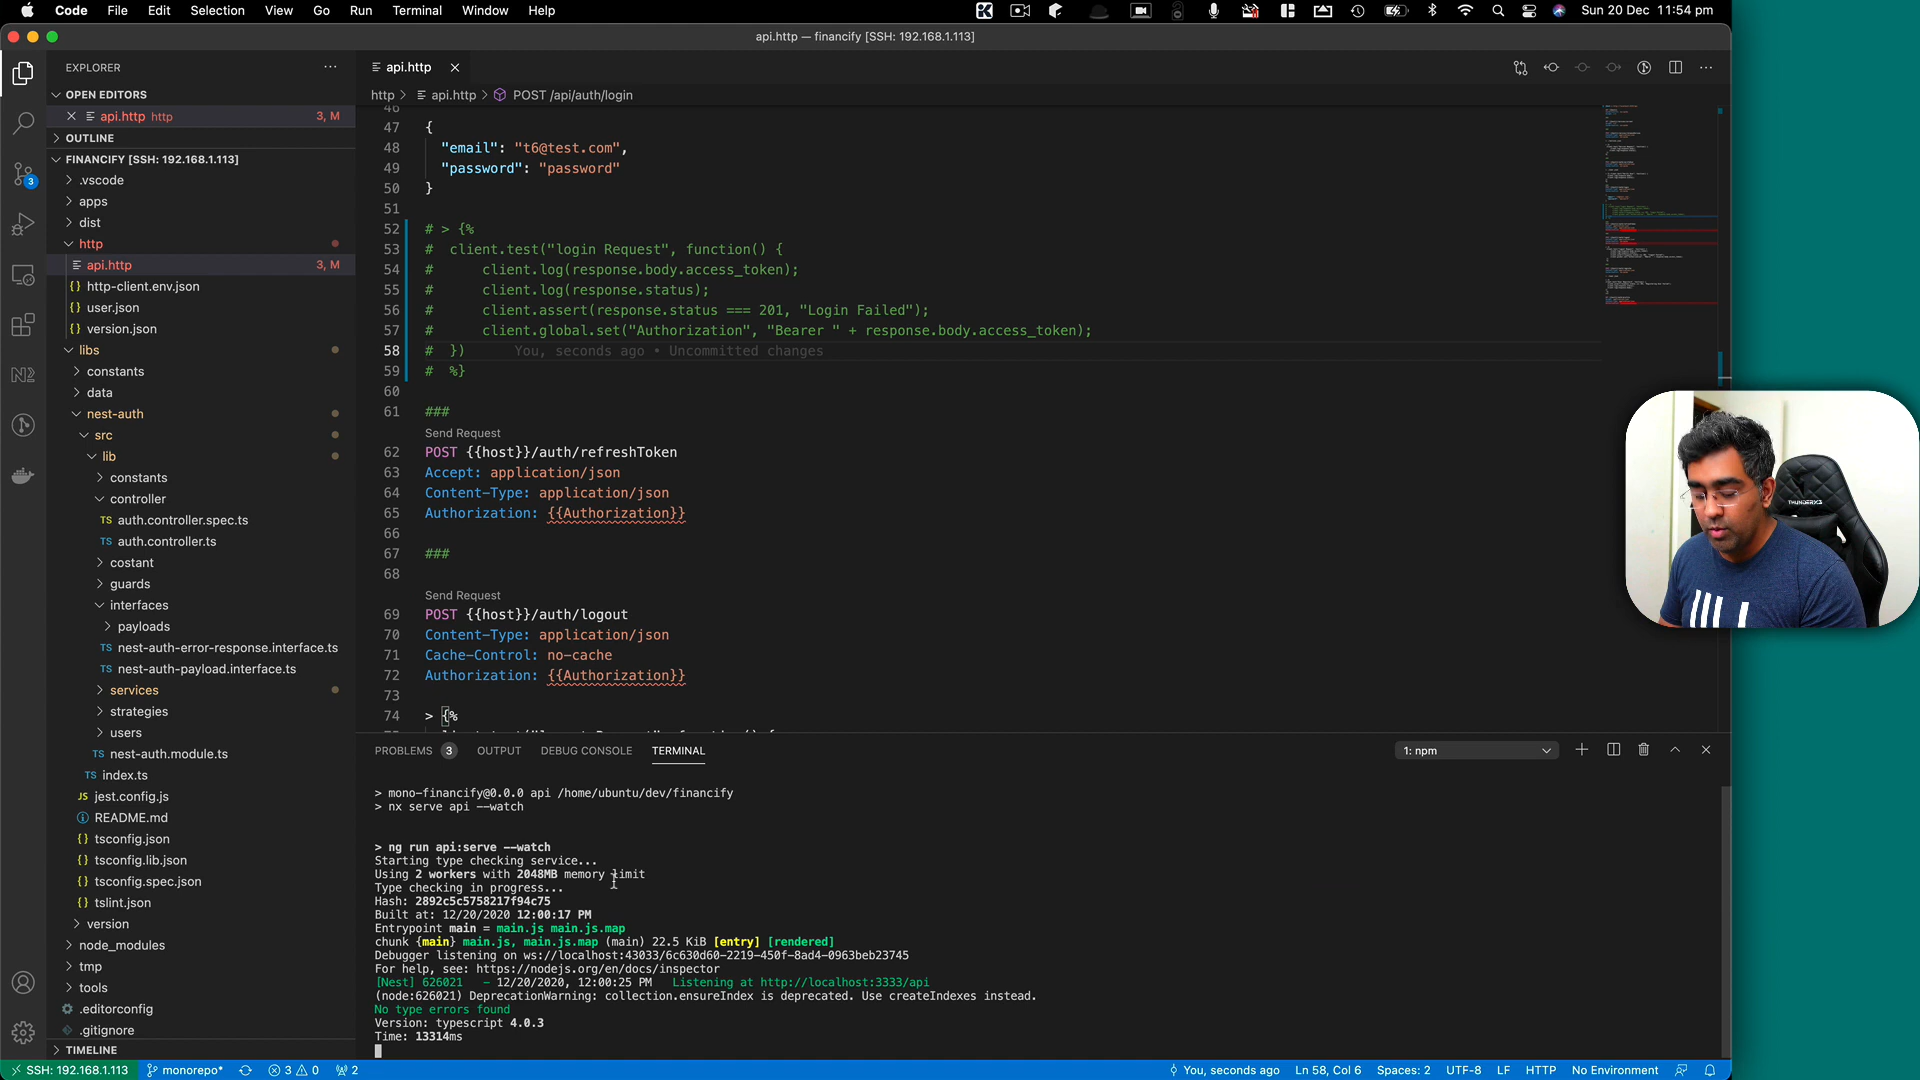 Code File Edit Selection View Go Run Terminal Window Help
Sun 20 Dec 11:54 pm
api.http — financify [SSH: 192.168.1.113]
EXPLORER
OPEN EDITORS
api.http http 3, M
OUTLINE
FINANCIFY [SSH: 192.168.1.113]
.vscode
apps
dist
http
api.http 3, M
http-client.env.json
user.json
version.json
libs
constants
data
nest-auth
src
lib
constants
controller
TS auth.controller.spec.ts
TS auth.controller.ts
costant
guards
interfaces
payloads
TS nest-auth-error-response.interface.ts
TS nest-auth-payload.interface.ts
services
strategies
users
TS nest-auth.module.ts
TS index.ts
JS jest.config.js
README.md
tsconfig.json
tsconfig.lib.json
tsconfig.spec.json
tslint.json
version
node_modules
tmp
tools
.editorconfig
.gitignore
TIMELINE
3
api.http
http > api.http > POST /api/auth/login
46
47 {
48 "email": "t6@test.com",
49 "password": "password"
50 }
51
52 # > {%
53 # client.test("login Request", function() {
54 # client.log(response.body.access_token);
55 # client.log(response.status);
56 # client.assert(response.status === 201, "Login Failed");
57 # client.global.set("Authorization", "Bearer " + response.body.access_token);
58 # }) You, seconds ago • Uncommitted changes
59 # %}
60
61 ###
Send Request
62 POST {{host}}/auth/refreshToken
63 Accept: application/json
64 Content-Type: application/json
65 Authorization: {{Authorization}}
66
67 ###
68
Send Request
69 POST {{host}}/auth/logout
70 Content-Type: application/json
71 Cache-Control: no-cache
72 Authorization: {{Authorization}}
73
74 > {%
PROBLEMS 3 OUTPUT DEBUG CONSOLE TERMINAL 1: npm
> mono-financify@0.0.0 api /home/ubuntu/dev/financify
> nx serve api --watch
> ng run api:serve --watch
Starting type checking service...
Using 2 workers with 2048MB memory limit
Type checking in progress...
Hash: 2892c5c5758217f94c75
Built at: 12/20/2020 12:00:17 PM
Entrypoint main = main.js main.js.map
chunk {main} main.js, main.js.map (main) 22.5 KiB [entry] [rendered]
Debugger listening on ws://localhost:43033/6c630d60-2219-450f-8ad4-0963beb23745
For help, see: https://nodejs.org/en/docs/inspector
[Nest] 626021 - 12/20/2020, 12:00:25 PM Listening at http://localhost:3333/api
(node:626021) DeprecationWarning: collection.ensureIndex is deprecated. Use createIndexes instead.
No type errors found
Version: typescript 4.0.3
Time: 13314ms
THUNDERX3
SSH: 192.168.1.113 monorepo* 3 0 2 You, seconds ago Ln 58, Col 6 Spaces: 2 UTF-8 LF HTTP No Environment